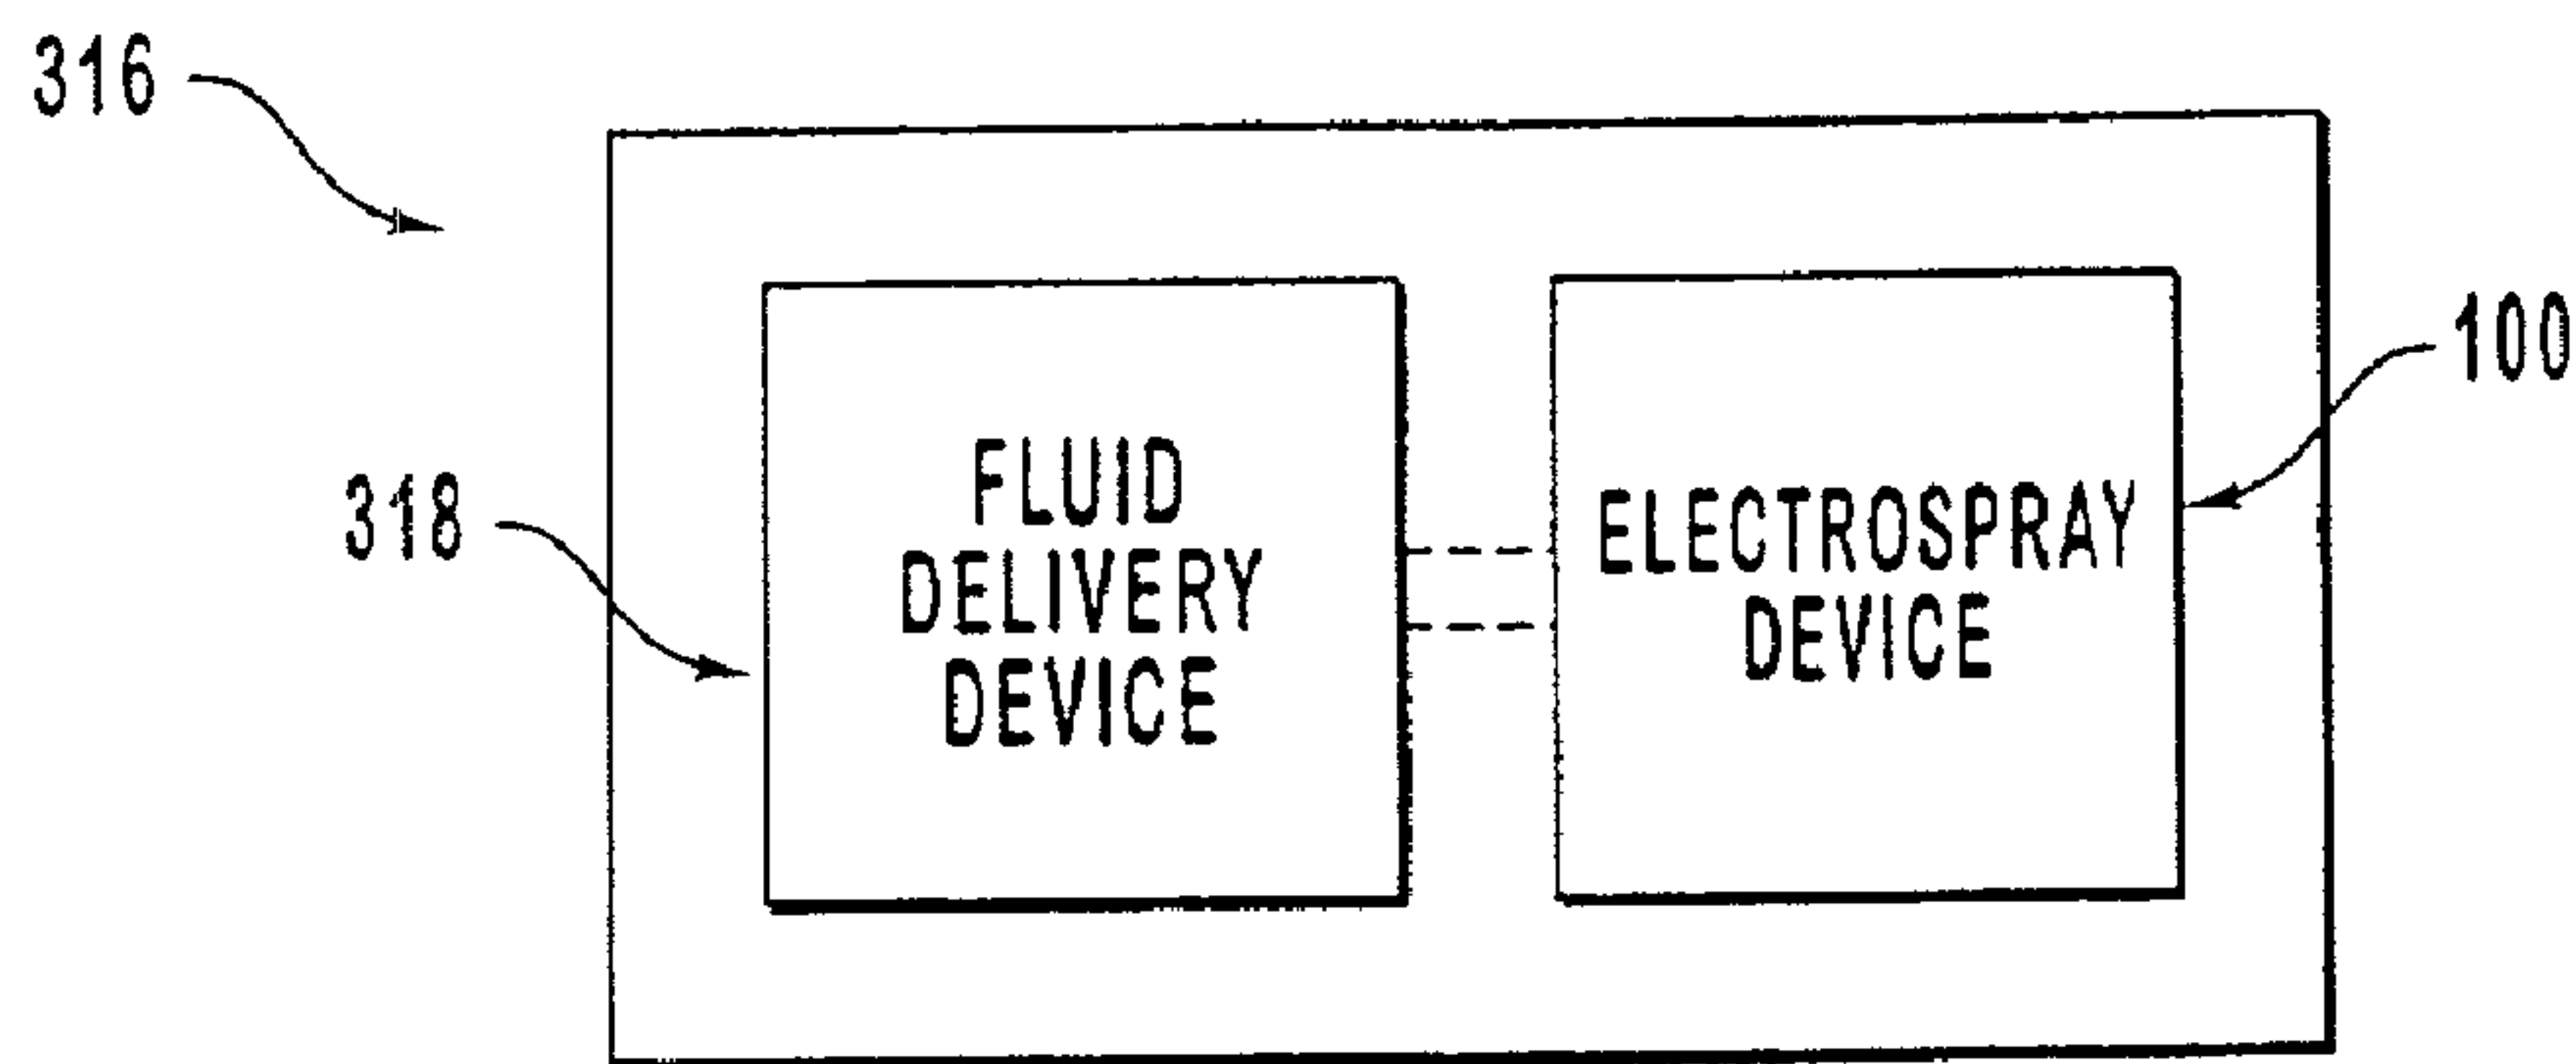 316
100
318
FLUID
DELIVERY
DEVICE
ELECTROSPRAY
DEVICE